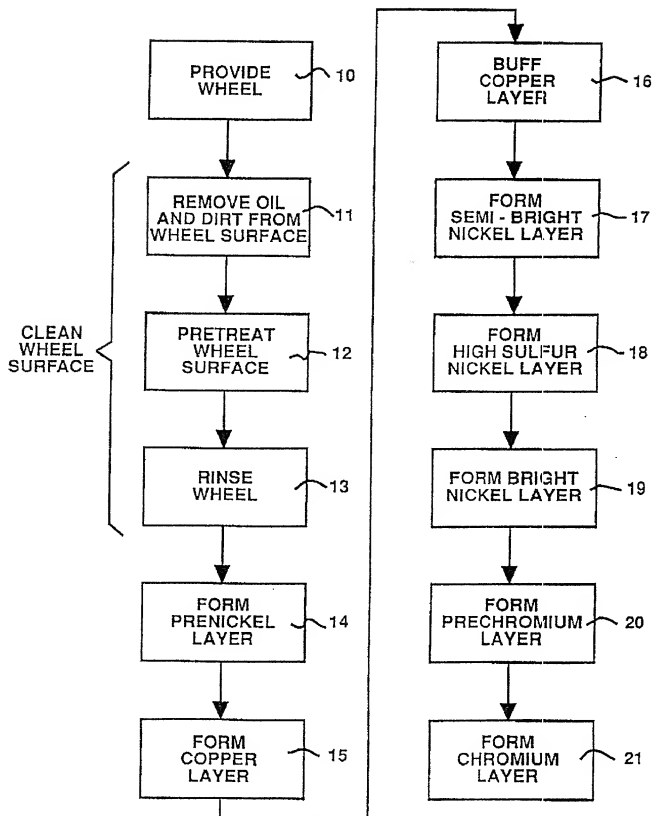 PROVIDE
WHEEL
10
REMOVE OIL
AND DIRT FROM
WHEEL SURFACE
11
CLEAN
WHEEL
SURFACE
PRETREAT
WHEEL
SURFACE
12
RINSE
WHEEL
13
FORM
PRENICKEL
LAYER
14
FORM
COPPER
LAYER
15
BUFF
COPPER
LAYER
16
FORM
SEMI - BRIGHT
NICKEL LAYER
17
FORM
HIGH SULFUR
NICKEL LAYER
18
FORM BRIGHT
NICKEL LAYER
19
FORM
PRECHROMIUM
LAYER
20
FORM
CHROMIUM
LAYER
21